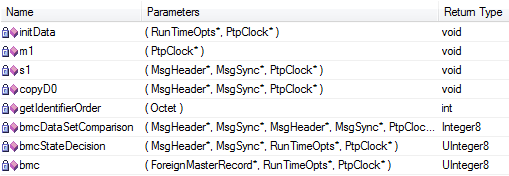 Name Parameters Return Type
initData ( RunTimeOpts*, PtpClock* ) void
m1 ( PtpClock* ) void
s1 ( MsgHeader*, MsgSync*, PtpClock* ) void
copyD0 ( MsgHeader*, MsgSync*, PtpClock* ) void
getIdentifierOrder ( Octet ) int
bmcDataSetComparison ( MsgHeader*, MsgSync*, MsgHeader*, MsgSync*, PtpCloc... Integer8
bmcStateDecision ( MsgHeader*, MsgSync*, RunTimeOpts*, PtpClock* ) UInteger8
bmc ( ForeignMasterRecord*, RunTimeOpts*, PtpClock* ) UInteger8